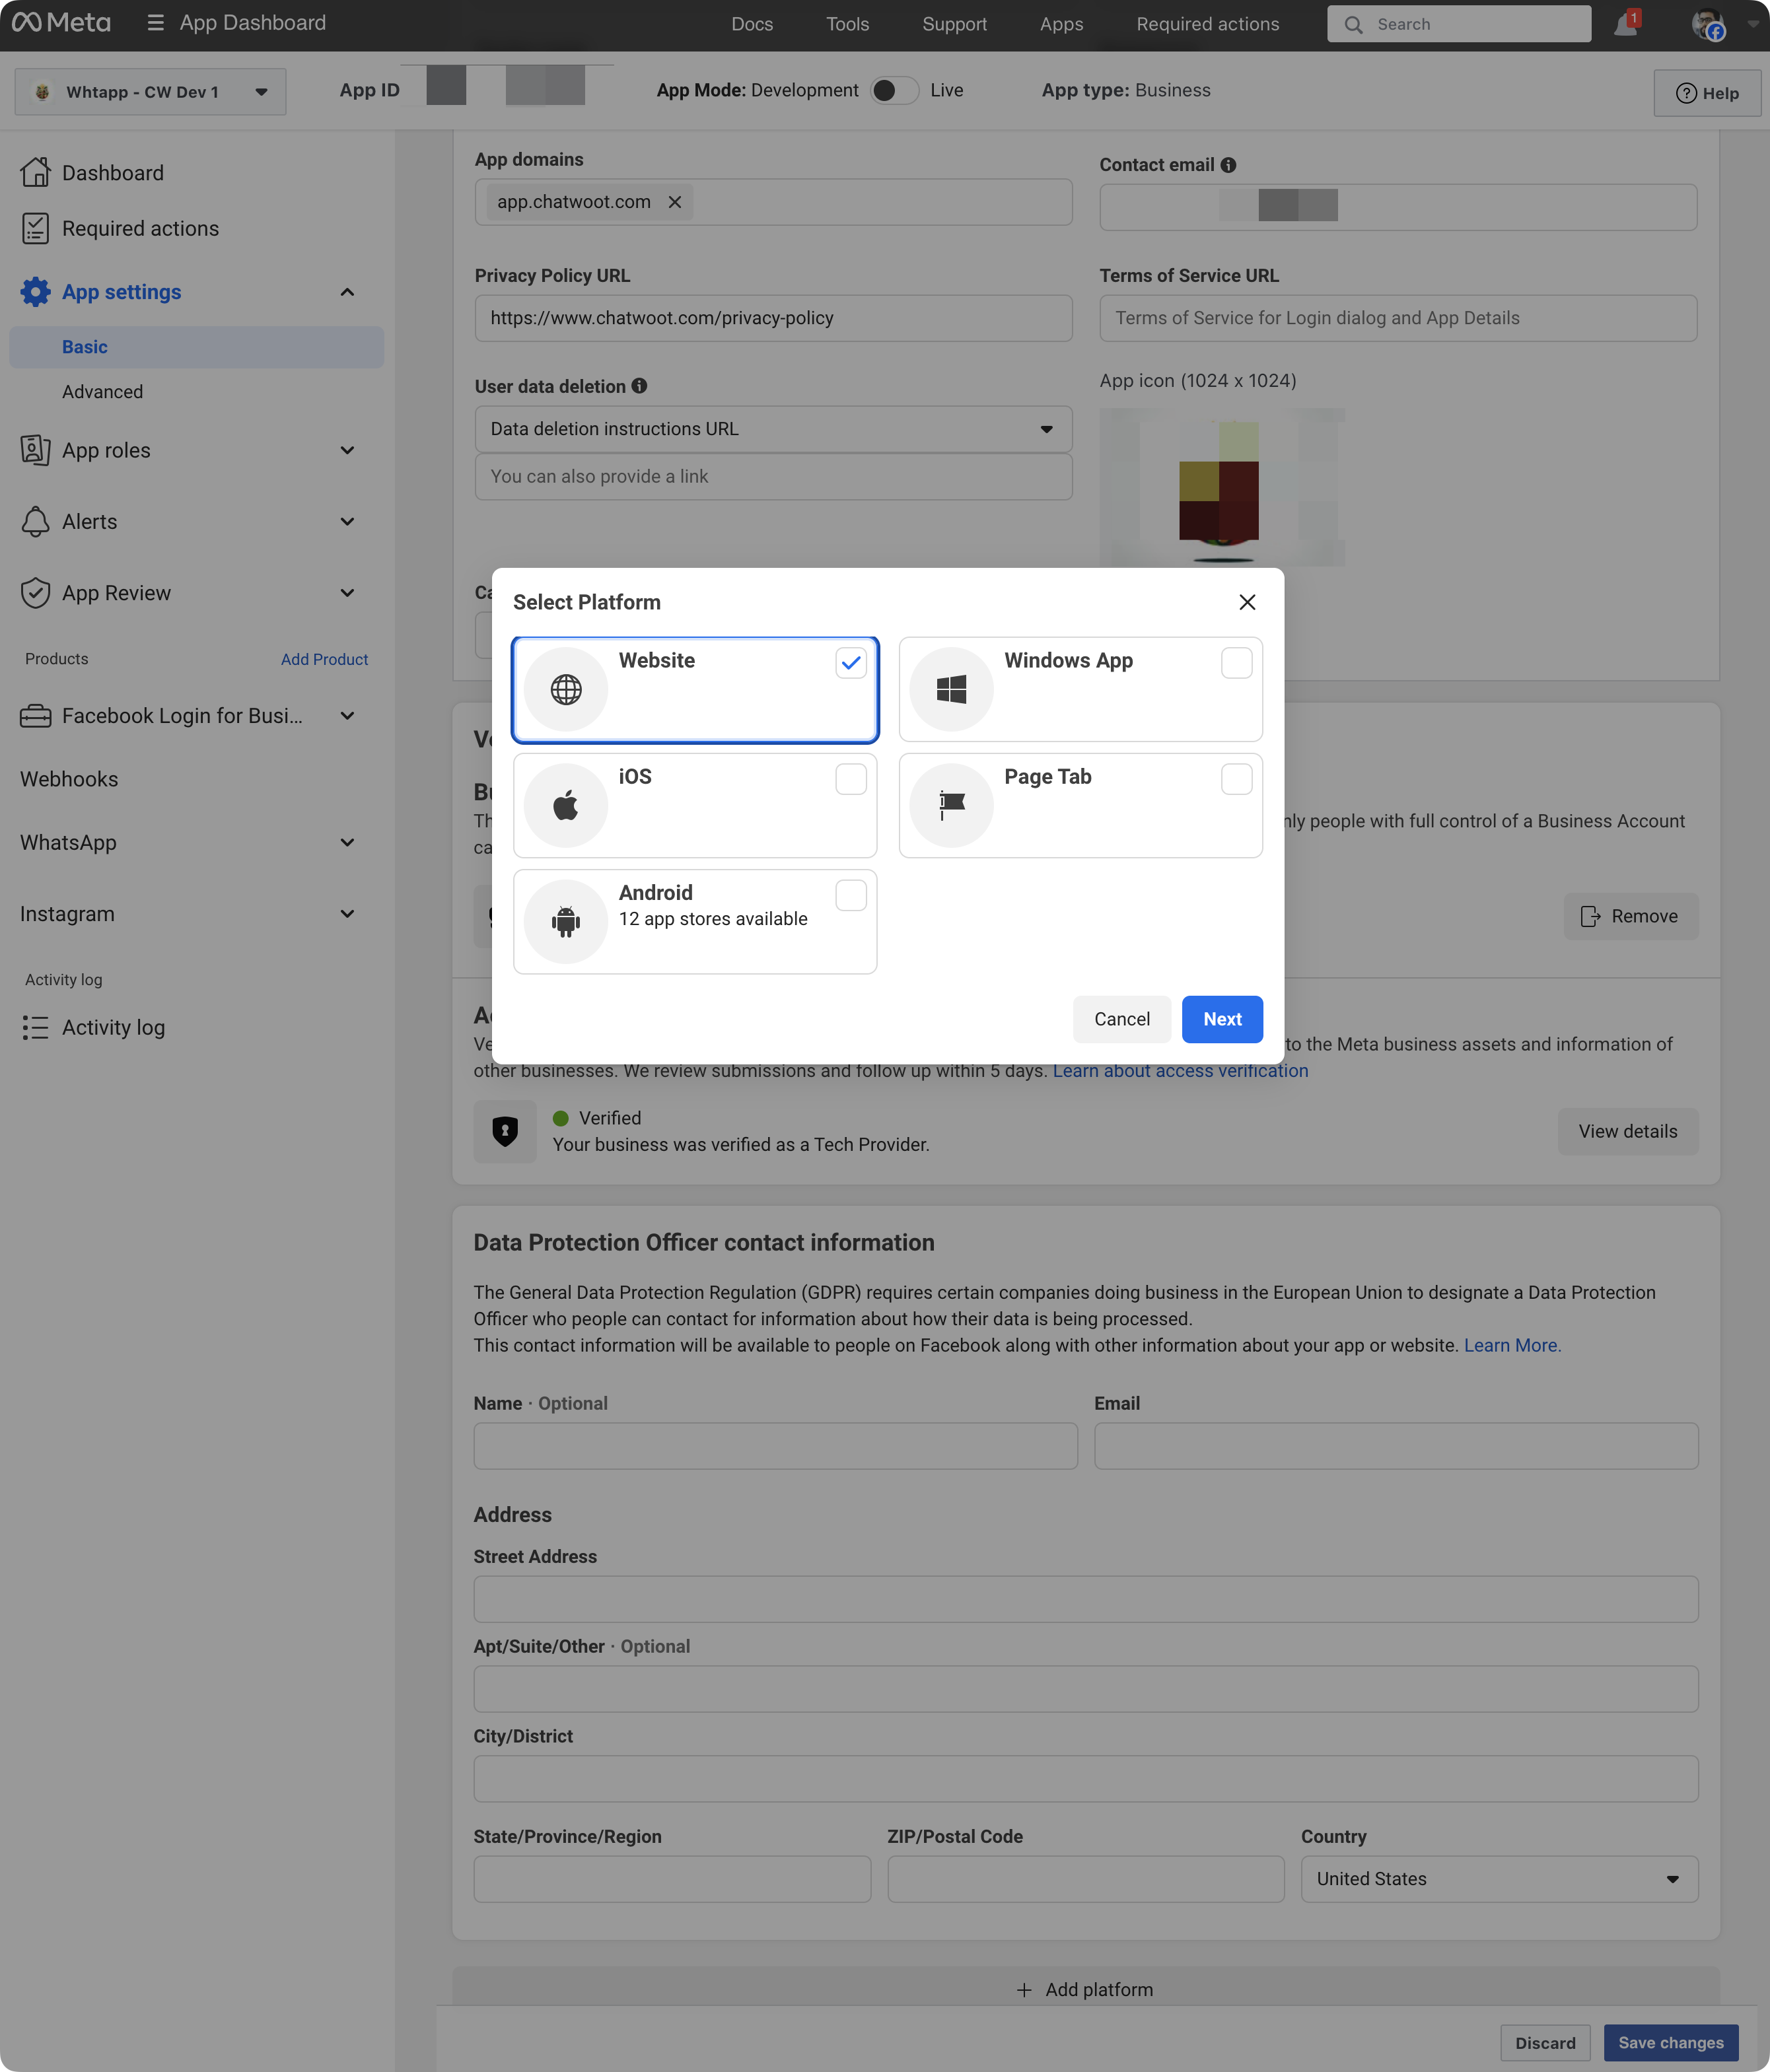 Meta
App Dashboard
Docs
Tools
Support
Apps
Required actions
Search
1
Whtapp - CW Dev 1
App ID
App Mode: Development
Live
App type: Business
Help
Dashboard
Required actions
App settings
Basic
Advanced
App roles
Alerts
App Review
Products
Add Product
Facebook Login for Busi...
Webhooks
WhatsApp
Instagram
Activity log
Activity log
App domains
app.chatwoot.com
Contact email
Privacy Policy URL
https://www.chatwoot.com/privacy-policy
Terms of Service URL
Terms of Service for Login dialog and App Details
User data deletion
Data deletion instructions URL
You can also provide a link
App icon (1024 x 1024)
Select Platform
Website
Windows App
iOS
Page Tab
Android
12 app stores available
Cancel
Next
people with full control of a Business Account
Remove
to the Meta business assets and information of
other businesses. We review submissions and follow up within 5 days. Learn about access verification
Verified
Your business was verified as a Tech Provider.
View details
Data Protection Officer contact information
The General Data Protection Regulation (GDPR) requires certain companies doing business in the European Union to designate a Data Protection
Officer who people can contact for information about how their data is being processed.
This contact information will be available to people on Facebook along with other information about your app or website. Learn More.
Name · Optional
Email
Address
Street Address
Apt/Suite/Other · Optional
City/District
State/Province/Region
ZIP/Postal Code
Country
United States
Add platform
Discard
Save changes